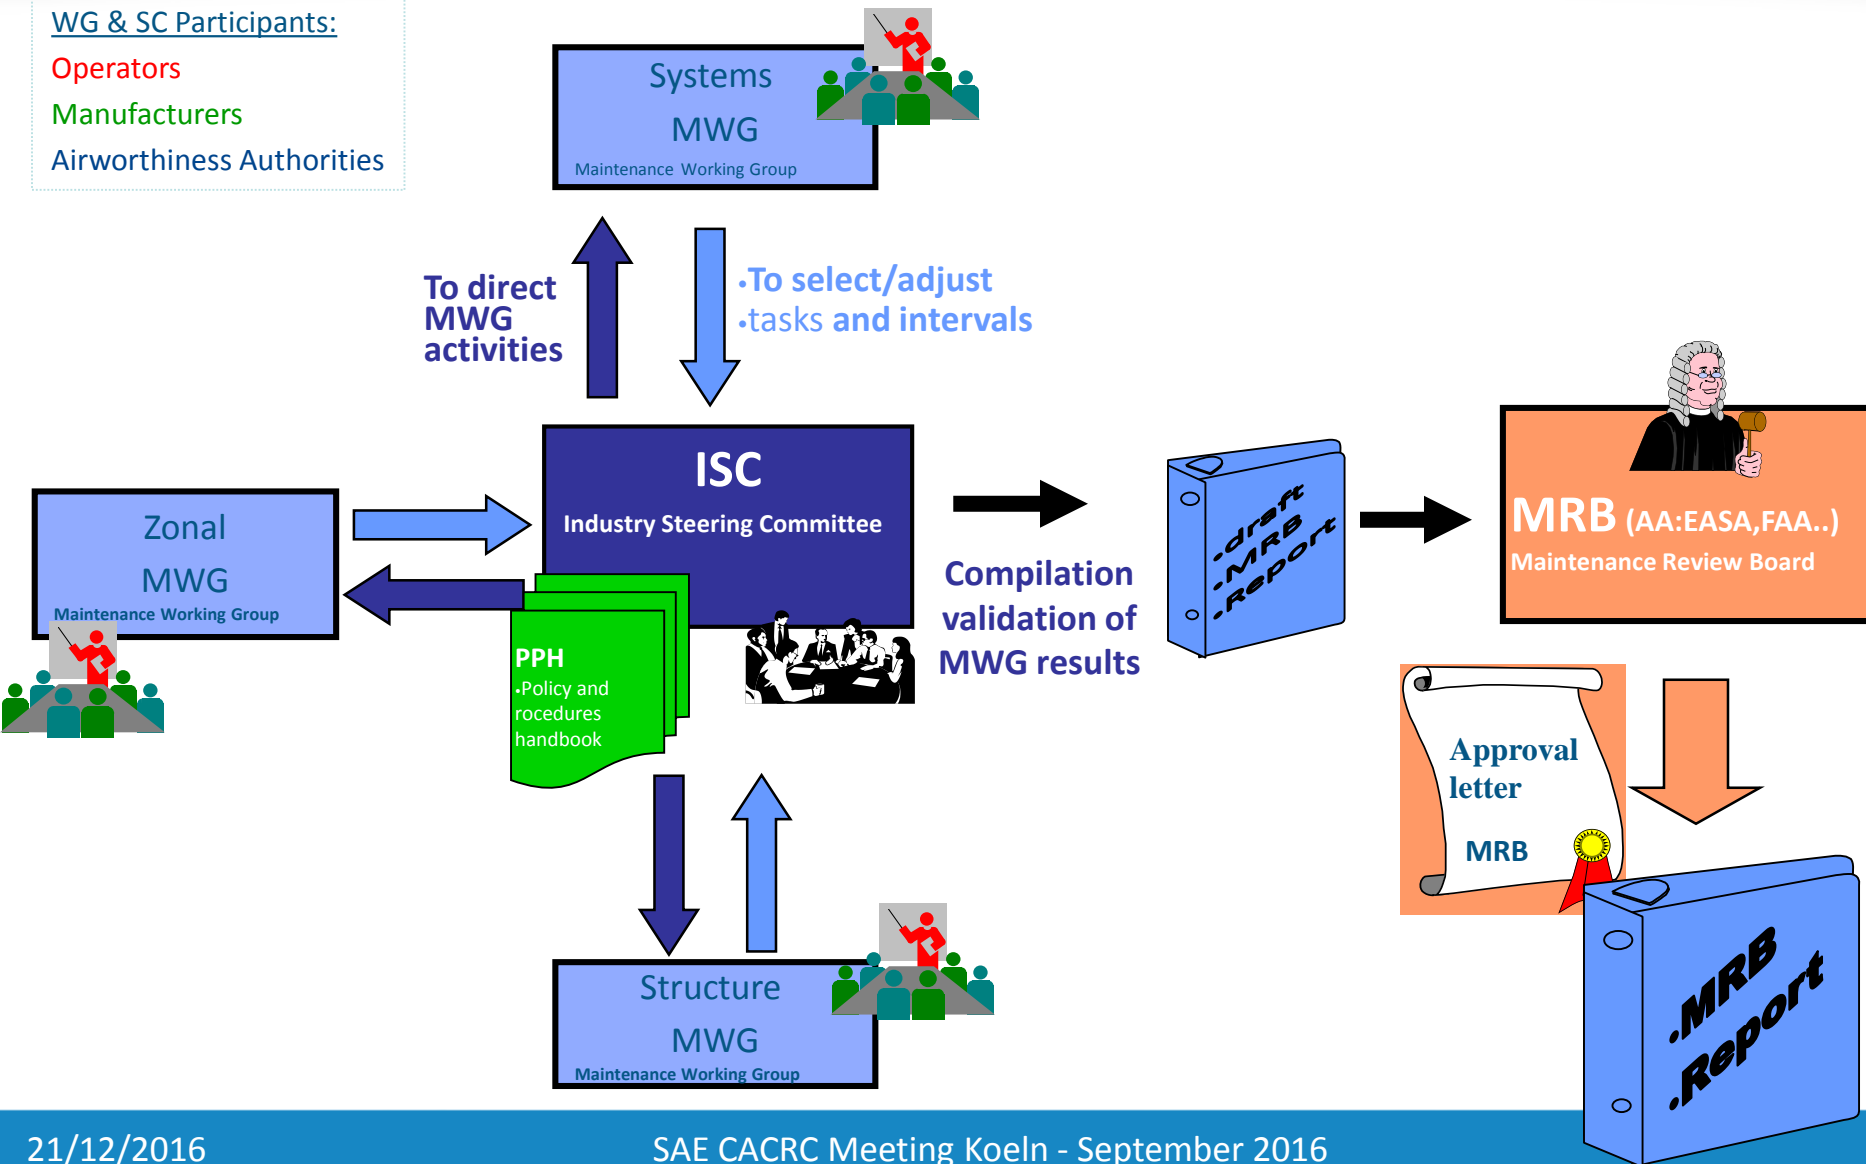 WG & SC Participants:
Operators
Manufacturers
Airworthiness Authorities
Systems
MWG
Maintenance Working Group
To direct
MWG
activities
•To select/adjust
•tasks and intervals
Zonal
MWG
Maintenance Working Group
ISC
Industry Steering Committee
PPH
•Policy and
rocedures
handbook
Compilation
validation of
MWG results
•draft
•MRB
•Report
MRB (AA:EASA,FAA..)
Maintenance Review Board
Approval
letter
MRB
•MRB
•Report
Structure
MWG
Maintenance Working Group
21/12/2016
SAE CACRC Meeting Koeln - September 2016